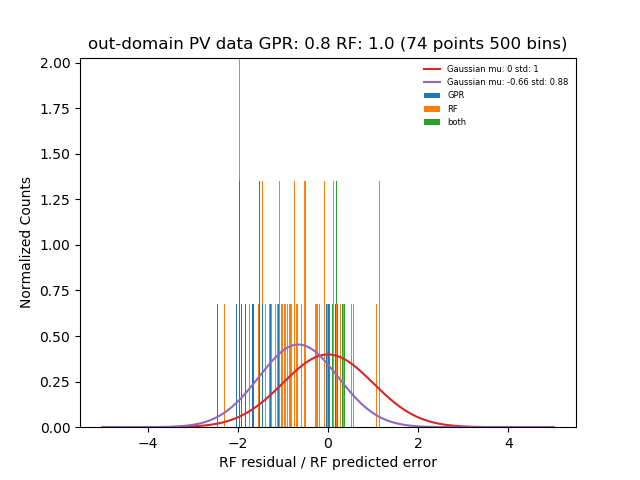 out-domain PV data GPR: 0.8 RF: 1.0 (74 points 500 bins)
Gaussian mu: 0 std: 1
Gaussian mu: -0.66 std: 0.88
GPR
RF
both
Normalized Counts
2.00
1.75
1.50
1.25
1.00
0.75
0.50
0.25
0.00
−4
−2
0
2
4
RF residual / RF predicted error